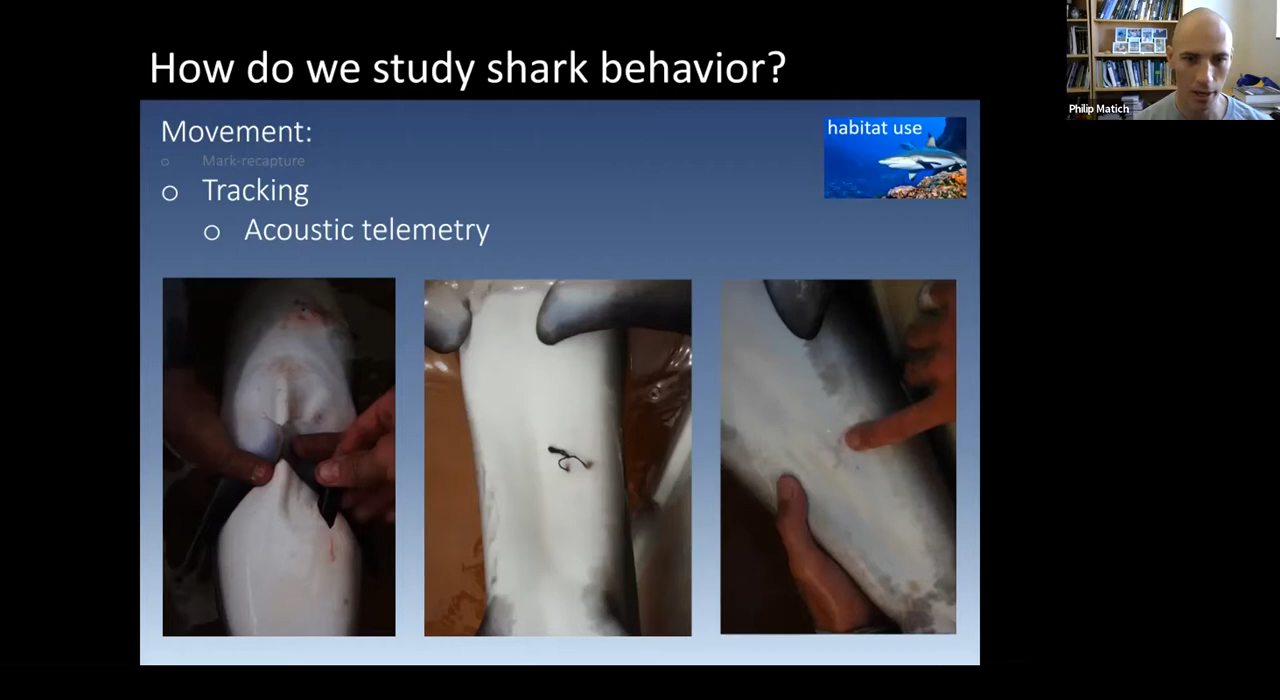 How do we study shark behavior?
Movement:
o Mark-recapture
o Tracking
o Acoustic telemetry
habitat use
Philip Matich